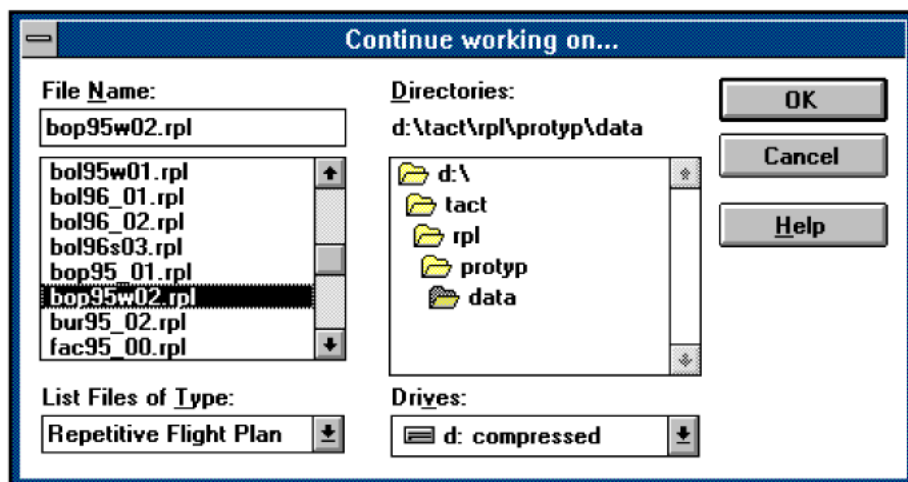 Continue working on...
File Name:
bop95w02.rpl
bol95w01.rpl
bol96_01.rpl
bol96_02.rpl
bol96s03.rpl
bop95_01.rpl
bop95w02.rpl
bur95_02.rpl
fac95_00.rpl
List Files of Type:
Repetitive Flight Plan
Directories:
d:\tact\rpl\protyp\data
d:\
tact
rpl
protyp
data
Drives:
d: compressed
OK
Cancel
Help